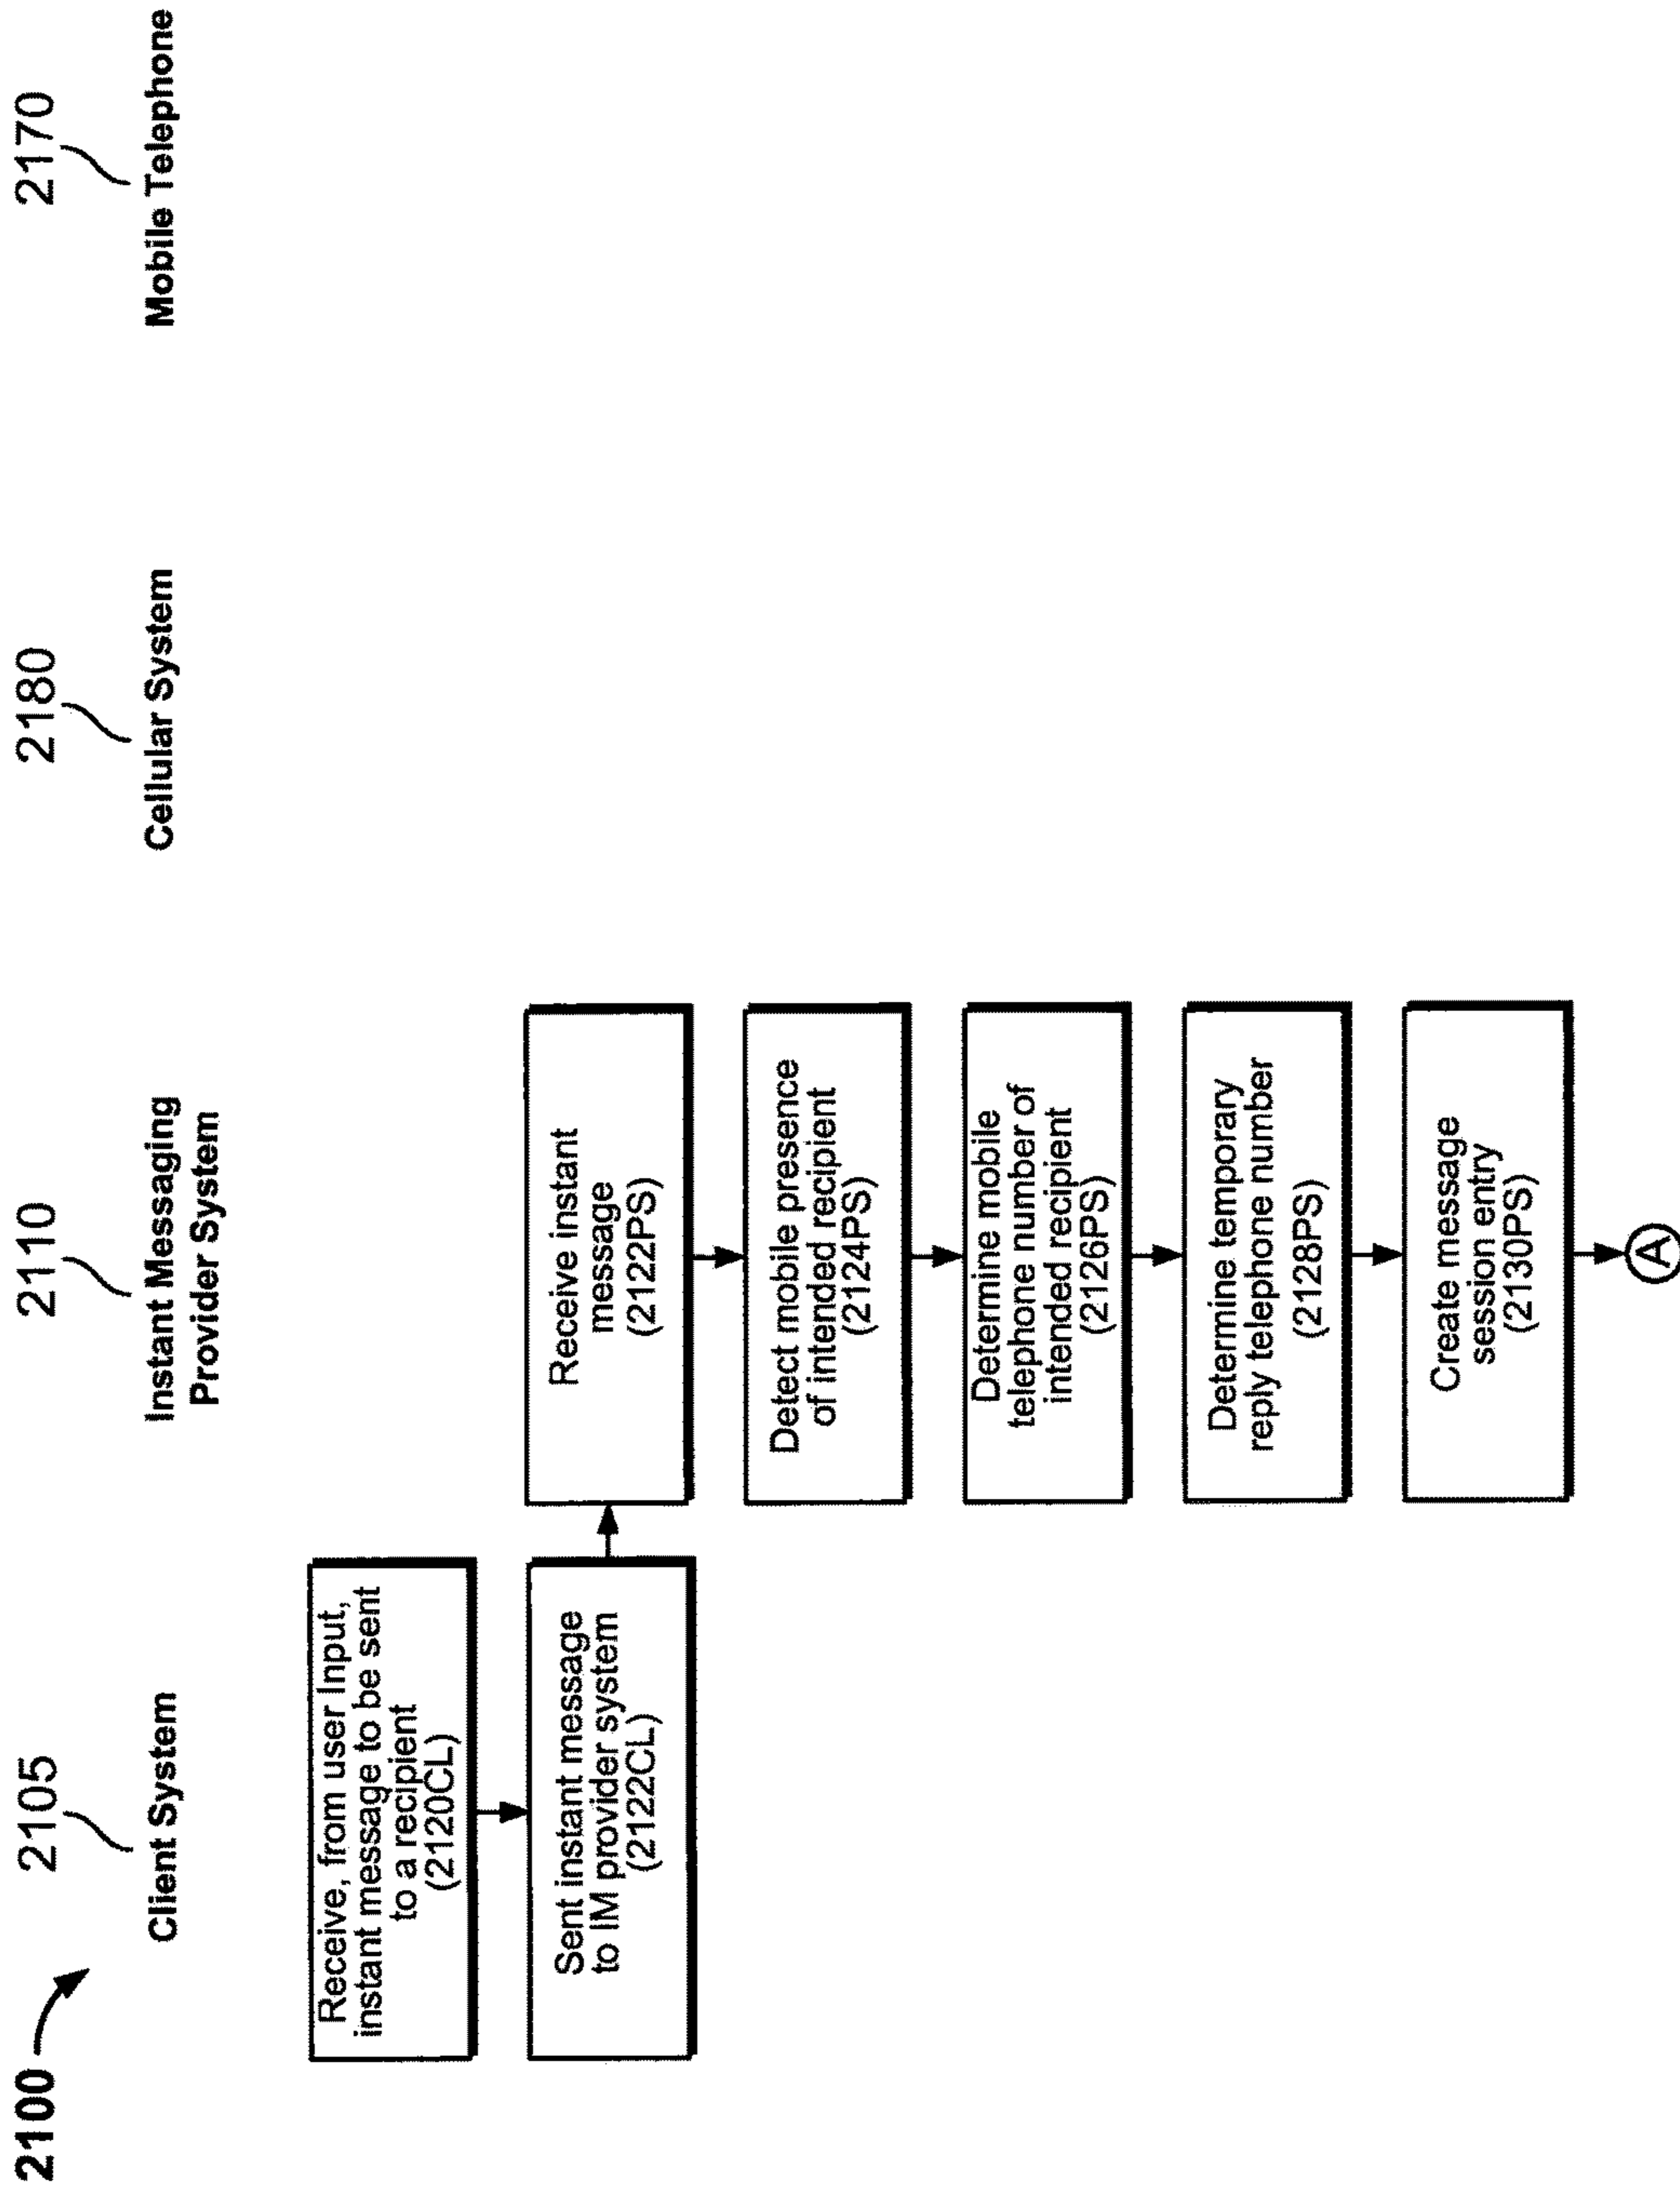 2100
2105
Client System
2110
Instant Messaging
Provider System
2180
Cellular System
2170
Mobile Telephone
Receive, from user Input,
instant message to be sent
to a recipient
(2120CL)
Sent instant message
to IM provider system
(2122CL)
Receive instant
message
(2122PS)
Detect mobile presence
of intended recipient
(2124PS)
Determine mobile
telephone number of
intended recipient
(2126PS)
Determine temporary
reply telephone number
(2128PS)
Create message
session entry
(2130PS)
A